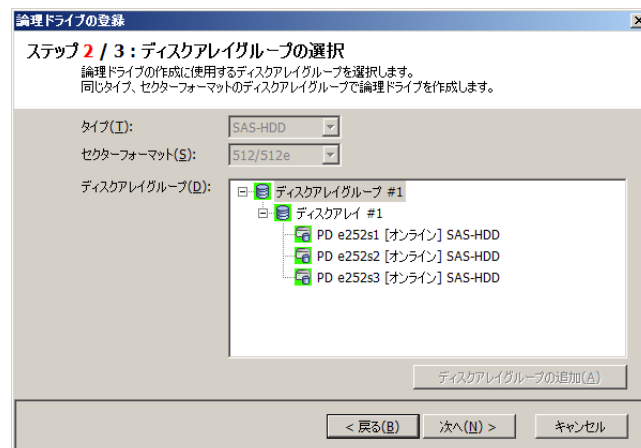 論理ドライブの登録
ステップ 2 / 3 : ディスクアレイグループの選択
論理ドライブの作成に使用するディスクアレイグループを選択します。
同じタイプ、セクターフォーマットのディスクアレイグループで論理ドライブを作成します。
タイプ(T): SAS-HDD
セクターフォーマット(S): 512/512e
ディスクアレイグループ(D): ディスクアレイグループ #1
ディスクアレイ #1
PD e252s1 [オンライン] SAS-HDD
PD e252s2 [オンライン] SAS-HDD
PD e252s3 [オンライン] SAS-HDD
ディスクアレイグループの追加(A)
< 戻る(B) 次へ(N) > キャンセル